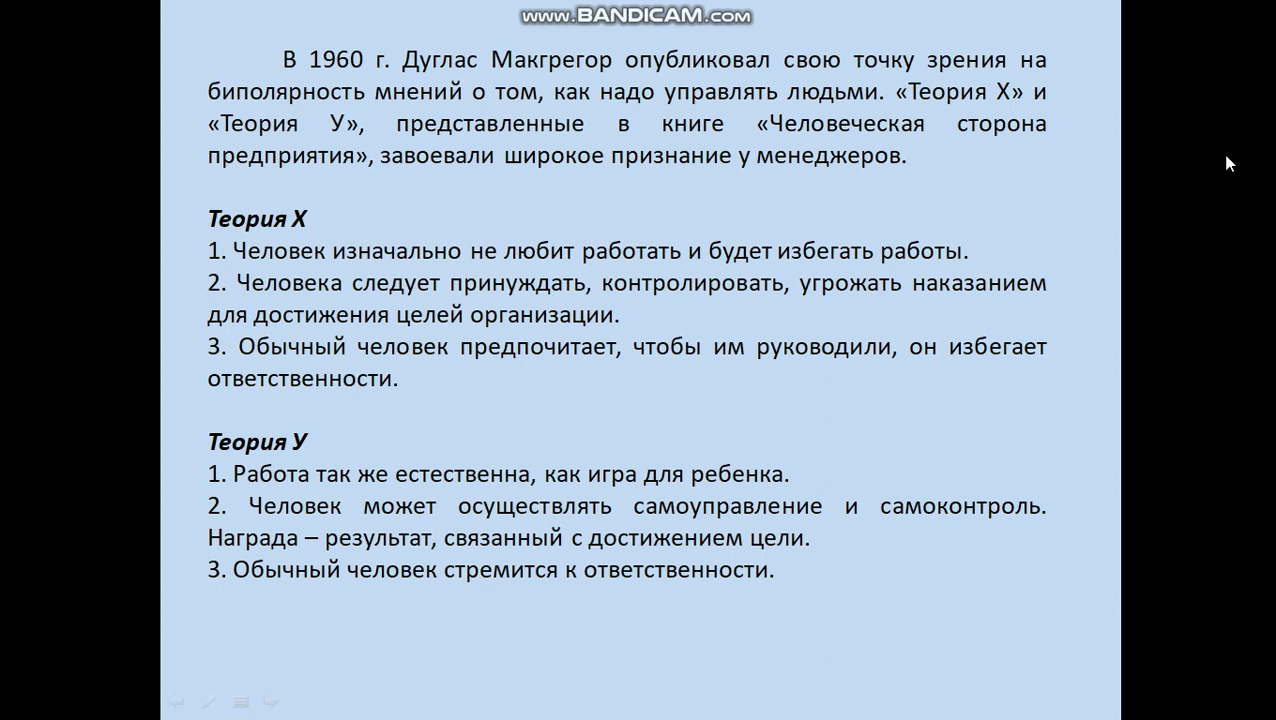 WWW.BANDICAM.COM
В 1960 г. Дуглас Макгрегор опубликовал свою точку зрения на
биполярность мнений о том, как надо управлять людьми. «Теория Х» и
«Теория У», представленные в книге «Человеческая сторона
предприятия», завоевали широкое признание у менеджеров.
Теория Х
1. Человек изначально не любит работать и будет избегать работы.
2. Человека следует принуждать, контролировать, угрожать наказанием
для достижения целей организации.
3. Обычный человек предпочитает, чтобы им руководили, он избегает
ответственности.
Теория У
1. Работа так же естественна, как игра для ребенка.
2. Человек может осуществлять самоуправление и самоконтроль.
Награда – результат, связанный с достижением цели.
3. Обычный человек стремится к ответственности.